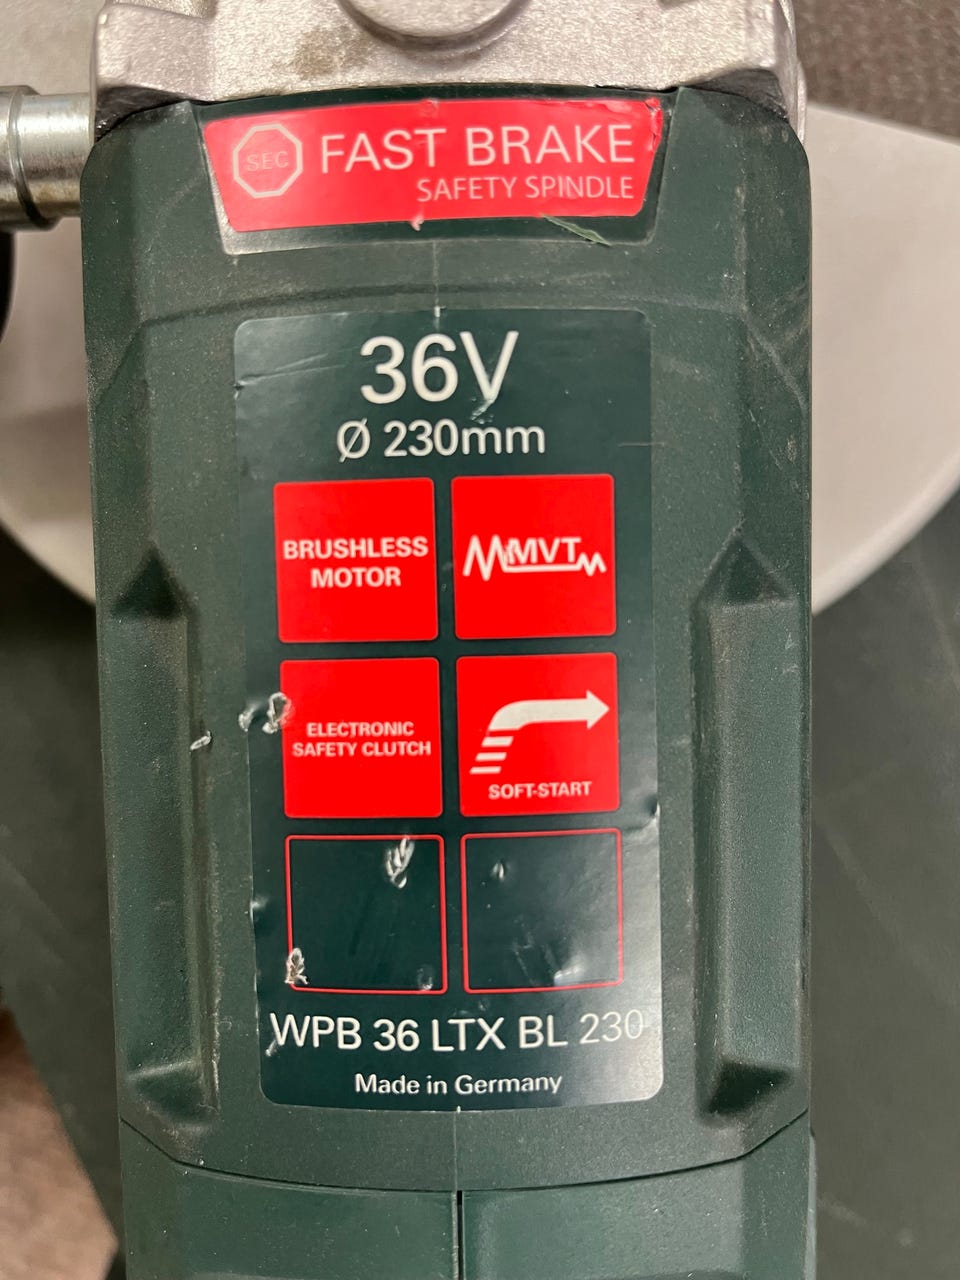 SEC
FAST BRAKE
SAFETY SPINDLE
36V
Ø 230mm
BRUSHLESS
MOTOR
MVT
ELECTRONIC
SAFETY CLUTCH
SOFT-START
WPB 36 LTX BL 230
Made in Germany